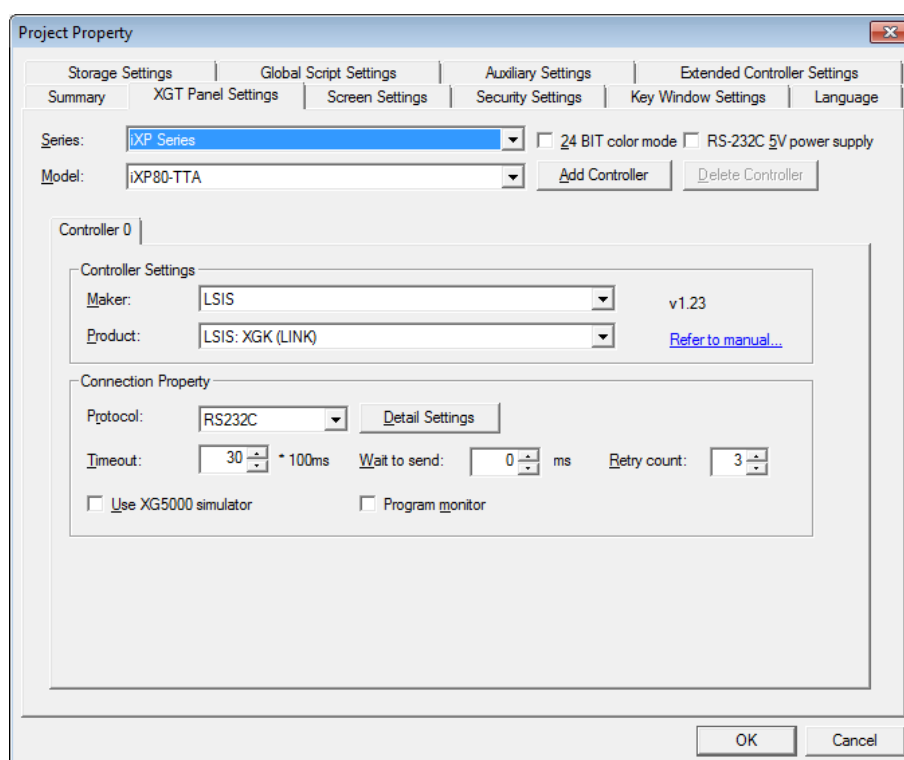 Project Property
Storage Settings Global Script Settings Auxiliary Settings Extended Controller Settings
Summary XGT Panel Settings Screen Settings Security Settings Key Window Settings Language
Series: iXP Series 24 BIT color mode RS-232C 5V power supply
Model: iXP80-TTA Add Controller Delete Controller
Controller 0
Controller Settings
Maker: LSIS v1.23
Product: LSIS: XGK (LINK) Refer to manual...
Connection Property
Protocol: RS232C Detail Settings
Timeout: 30 * 100ms Wait to send: 0 ms Retry count: 3
Use XG5000 simulator Program monitor
OK Cancel